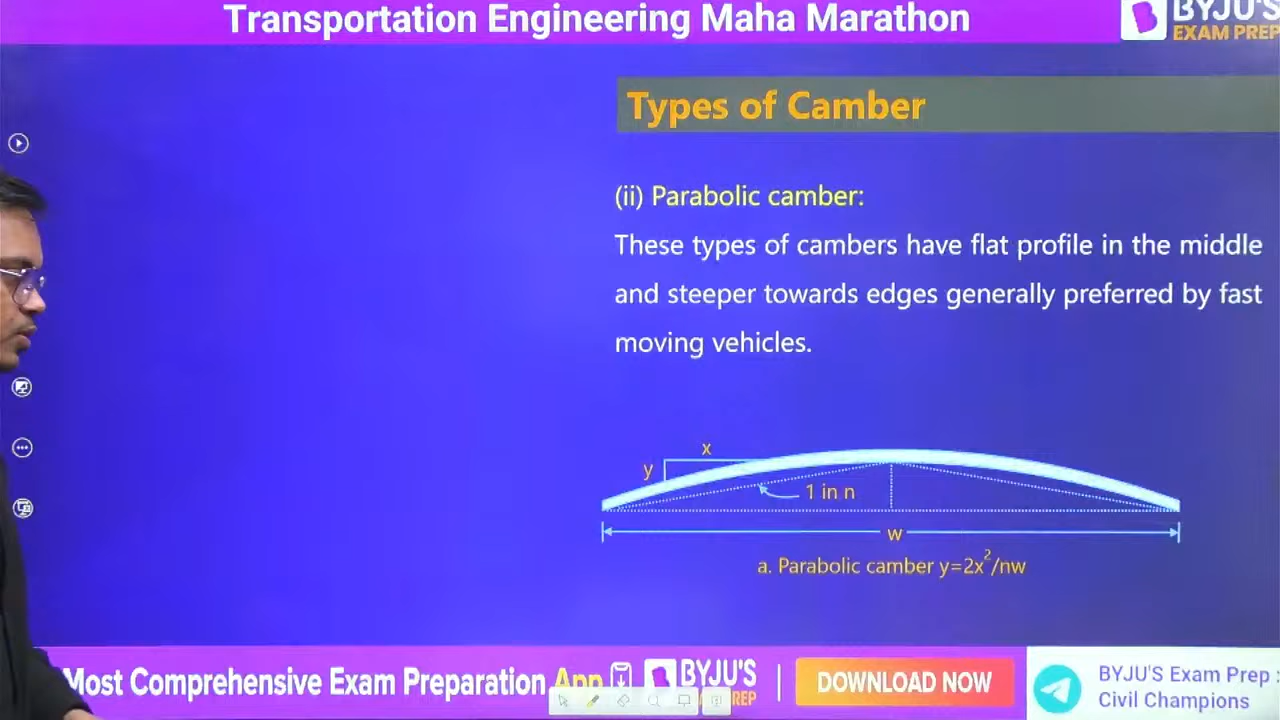 Transportation Engineering Maha Marathon
BYJU'S
EXAM PREP
Types of Camber
(ii) Parabolic camber:
These types of cambers have flat profile in the middle
and steeper towards edges generally preferred by fast
moving vehicles.
x
y
1 in n
w
a. Parabolic camber y=2x²/nw
Most Comprehensive Exam Preparation App
BYJU'S
PREP
DOWNLOAD NOW
BYJU'S Exam Prep :
Civil Champions